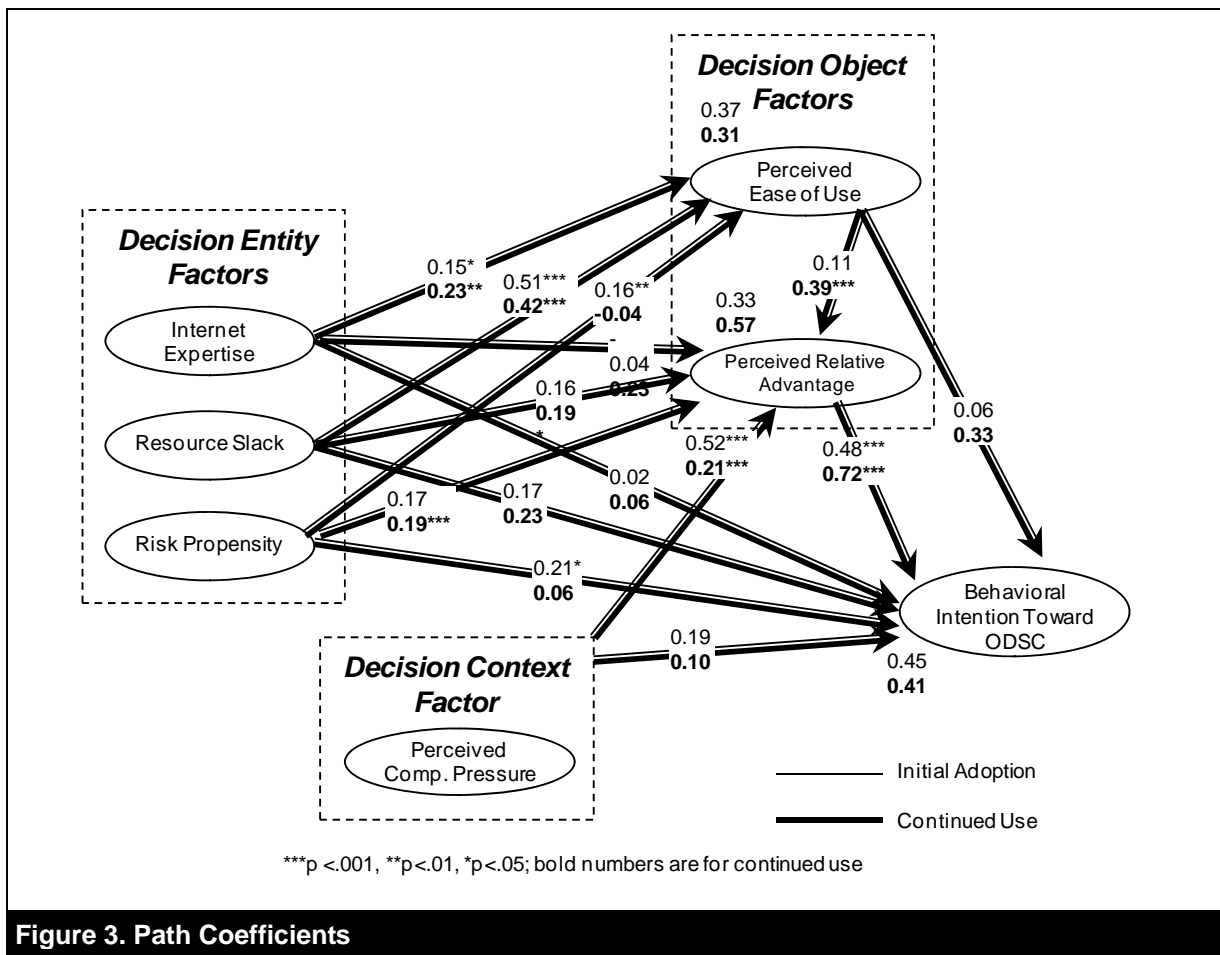 Decision Object
Factors
0.37
0.31
Perceived
Ease of Use
Decision Entity
Factors
Internet
Expertise
Resource Slack
Risk Propensity
0.15*
0.23**
0.51***
0.42***
0.16**
-0.04
0.11
0.39***
0.33
0.57
Perceived Relative
Advantage
-
0.04
0.23
0.16
0.19
*
0.17
0.19***
0.52***
0.21***
0.02
0.06
0.17
0.23
0.48***
0.72***
0.06
0.33
0.21*
0.06
0.19
0.10
Behavioral
Intention Toward
ODSC
0.45
0.41
Decision Context
Factor
Perceived
Comp. Pressure
Initial Adoption
Continued Use
***p <.001, **p<.01, *p<.05; bold numbers are for continued use
Figure 3. Path Coefficients